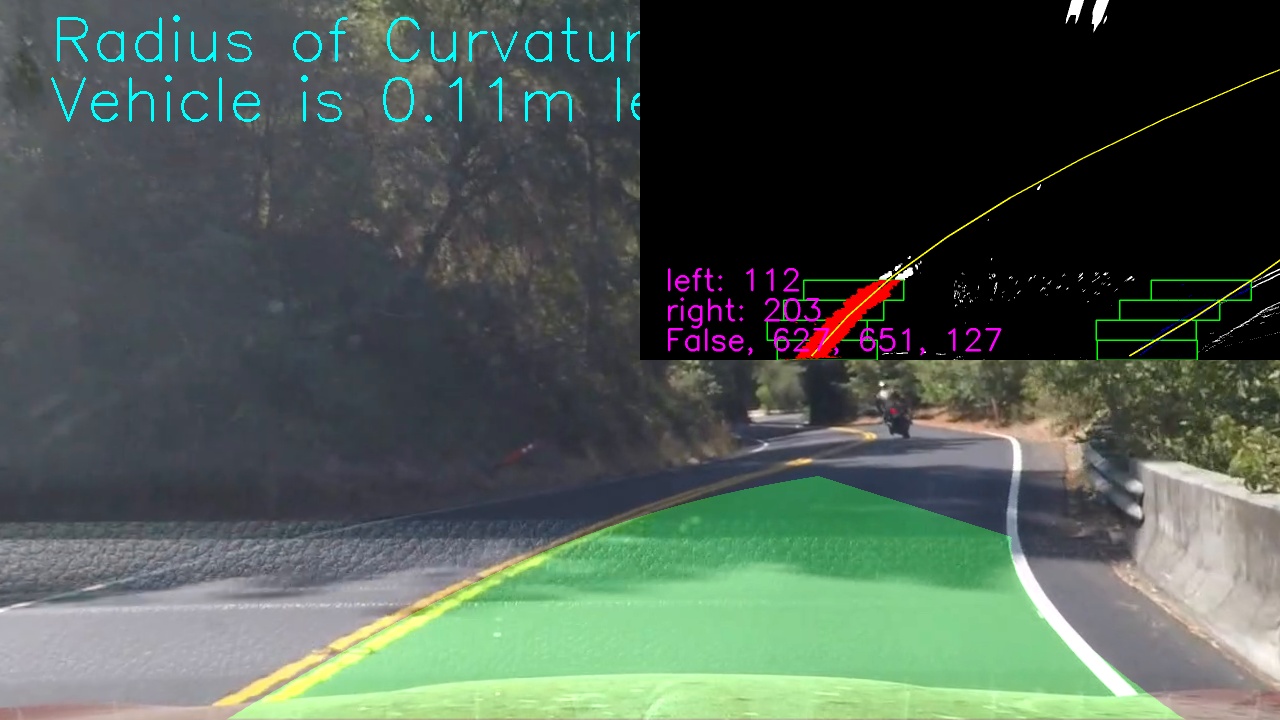 Radius of Curvatur
Vehicle is 0.11m le
left: 112
right: 203
False, 627, 651, 127